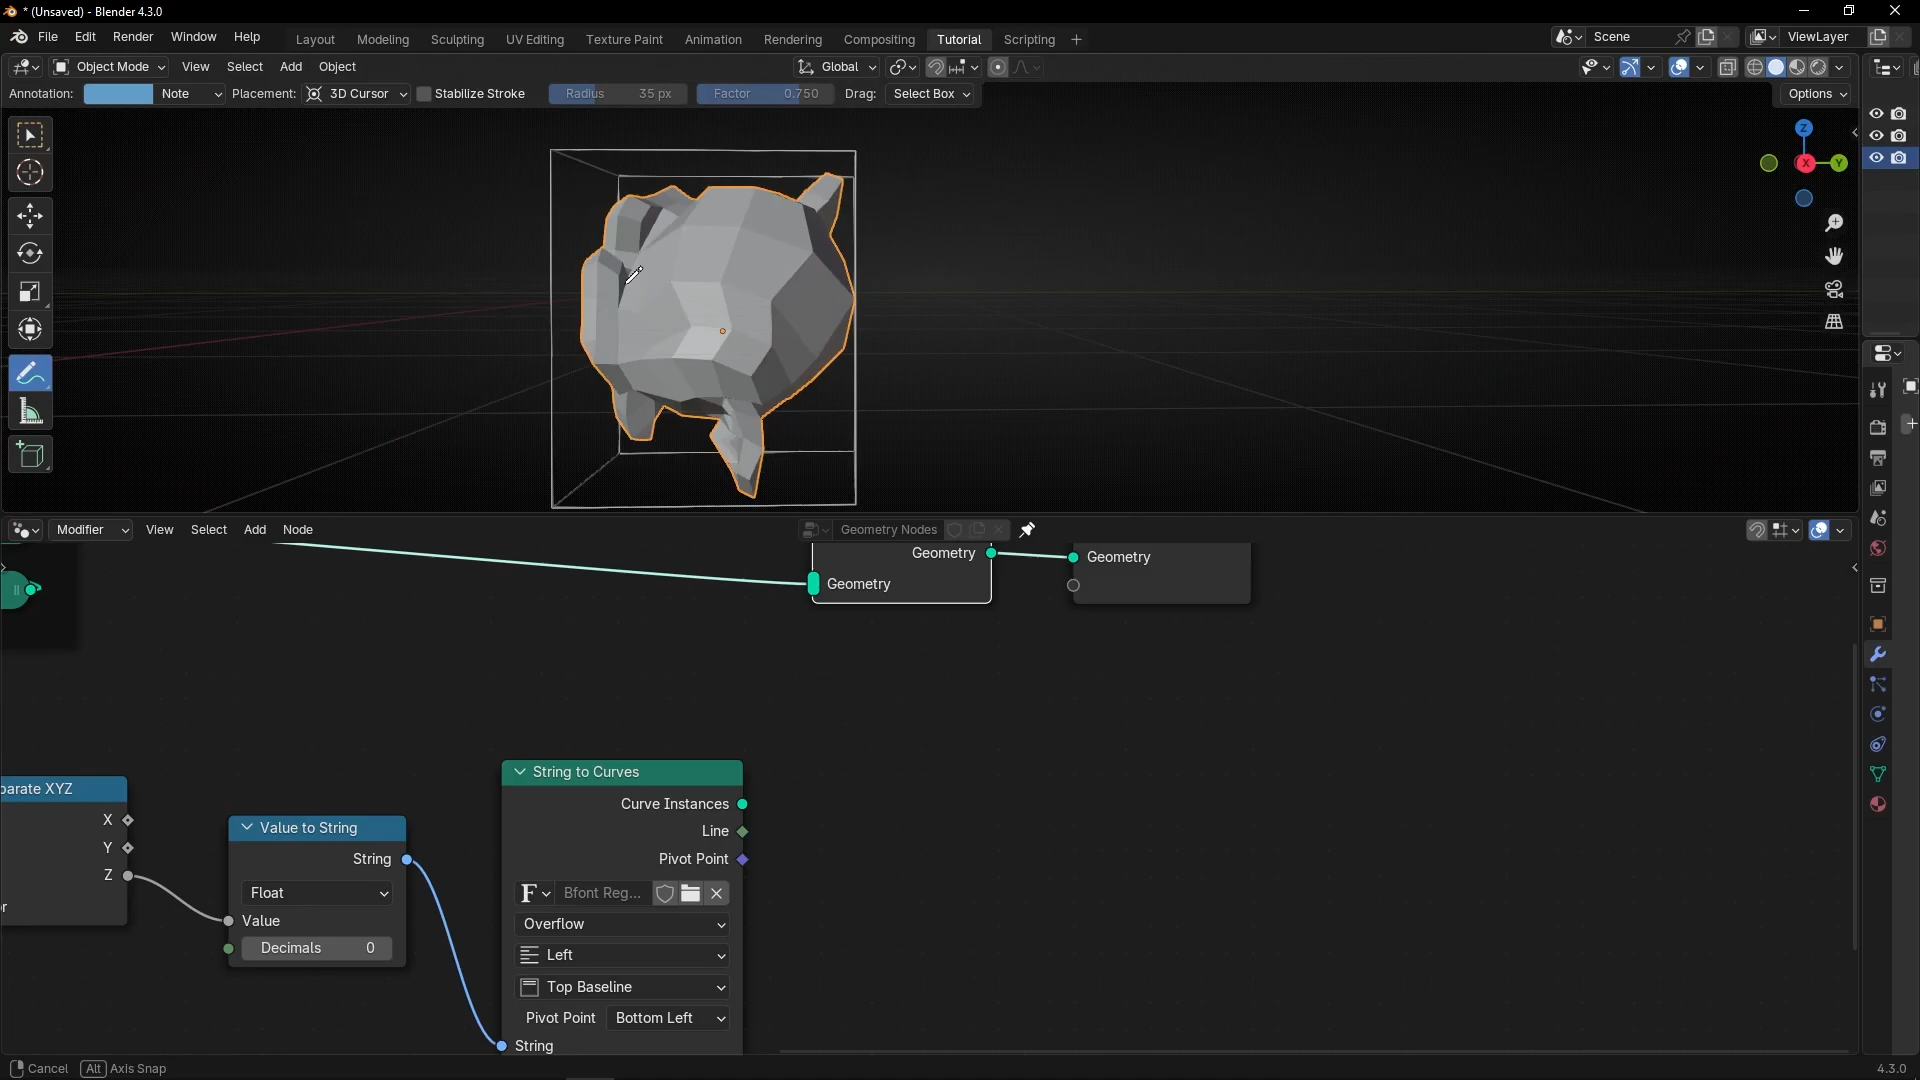 * (Unsaved) - Blender 4.3.0
File Edit Render Window Help Layout Modeling Sculpting UV Editing Texture Paint Animation Rendering Compositing Tutorial Scripting + Scene ViewLayer
Object Mode View Select Add Object Global
Annotation: Note Placement: 3D Cursor Stabilize Stroke Radius 35 px Factor 0.750 Drag: Select Box Options
Z
X Y
Modifier View Select Add Node Geometry Nodes
Geometry Geometry
Geometry
String to Curves
parate XYZ
Curve Instances
X
Value to String
Line
Y
String
Pivot Point
Z
Float
F Bfont Reg...
or
Value
Overflow
Decimals 0
Left
Top Baseline
Pivot Point Bottom Left
String
Cancel Alt Axis Snap 4.3.0